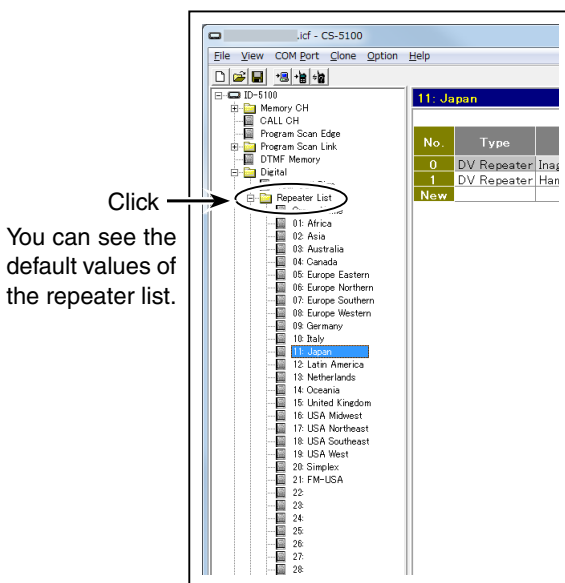 .icf - CS-5100
File View COM Port Clone Option Help
ID-5100
Memory CH
CALL CH
Program Scan Edge
Program Scan Link
DTMF Memory
Digital
Repeater List
01: Africa
02: Asia
03: Australia
04: Canada
05: Europe Eastern
06: Europe Northern
07: Europe Southern
08: Europe Western
09: Germany
10: Italy
11: Japan
12: Latin America
13: Netherlands
14: Oceania
15: United Kingdom
16: USA Midwest
17: USA Northeast
18: USA Southeast
19: USA West
20: Simplex
21: FM-USA
22:
23:
24:
25:
26:
27:
28:
11: Japan
No. Type
0 DV Repeater Inag
1 DV Repeater Ham
New
Click
You can see the
default values of
the repeater list.